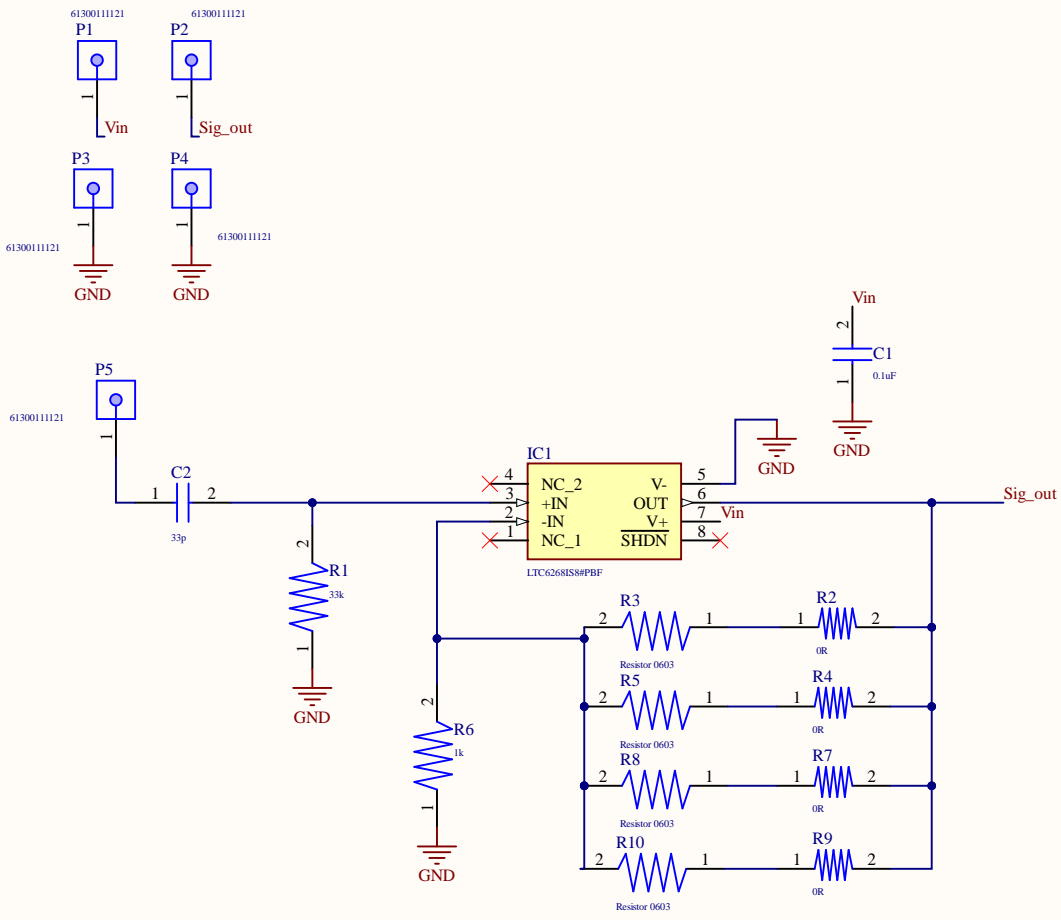 61300111121
61300111121
P1
P2
1
1
Vin
Sig_out
P3
P4
1
1
61300111121
61300111121
GND
GND
Vin
2
C1
0.1uF
1
GND
P5
61300111121
1
C2
1
2
33p
IC1
GND
4
NC_2
V-
5
3
+IN
OUT
6
Sig_out
2
-IN
V+
7
Vin
1
NC_1
SHDN
8
LTC6268IS8#PBF
2
R1
33k
1
GND
R3
R2
2
1
1
2
Resistor 0603
0R
R5
R4
2
1
1
2
Resistor 0603
0R
2
R6
1k
1
GND
R8
R7
2
1
1
2
Resistor 0603
0R
R10
R9
2
1
1
2
Resistor 0603
0R